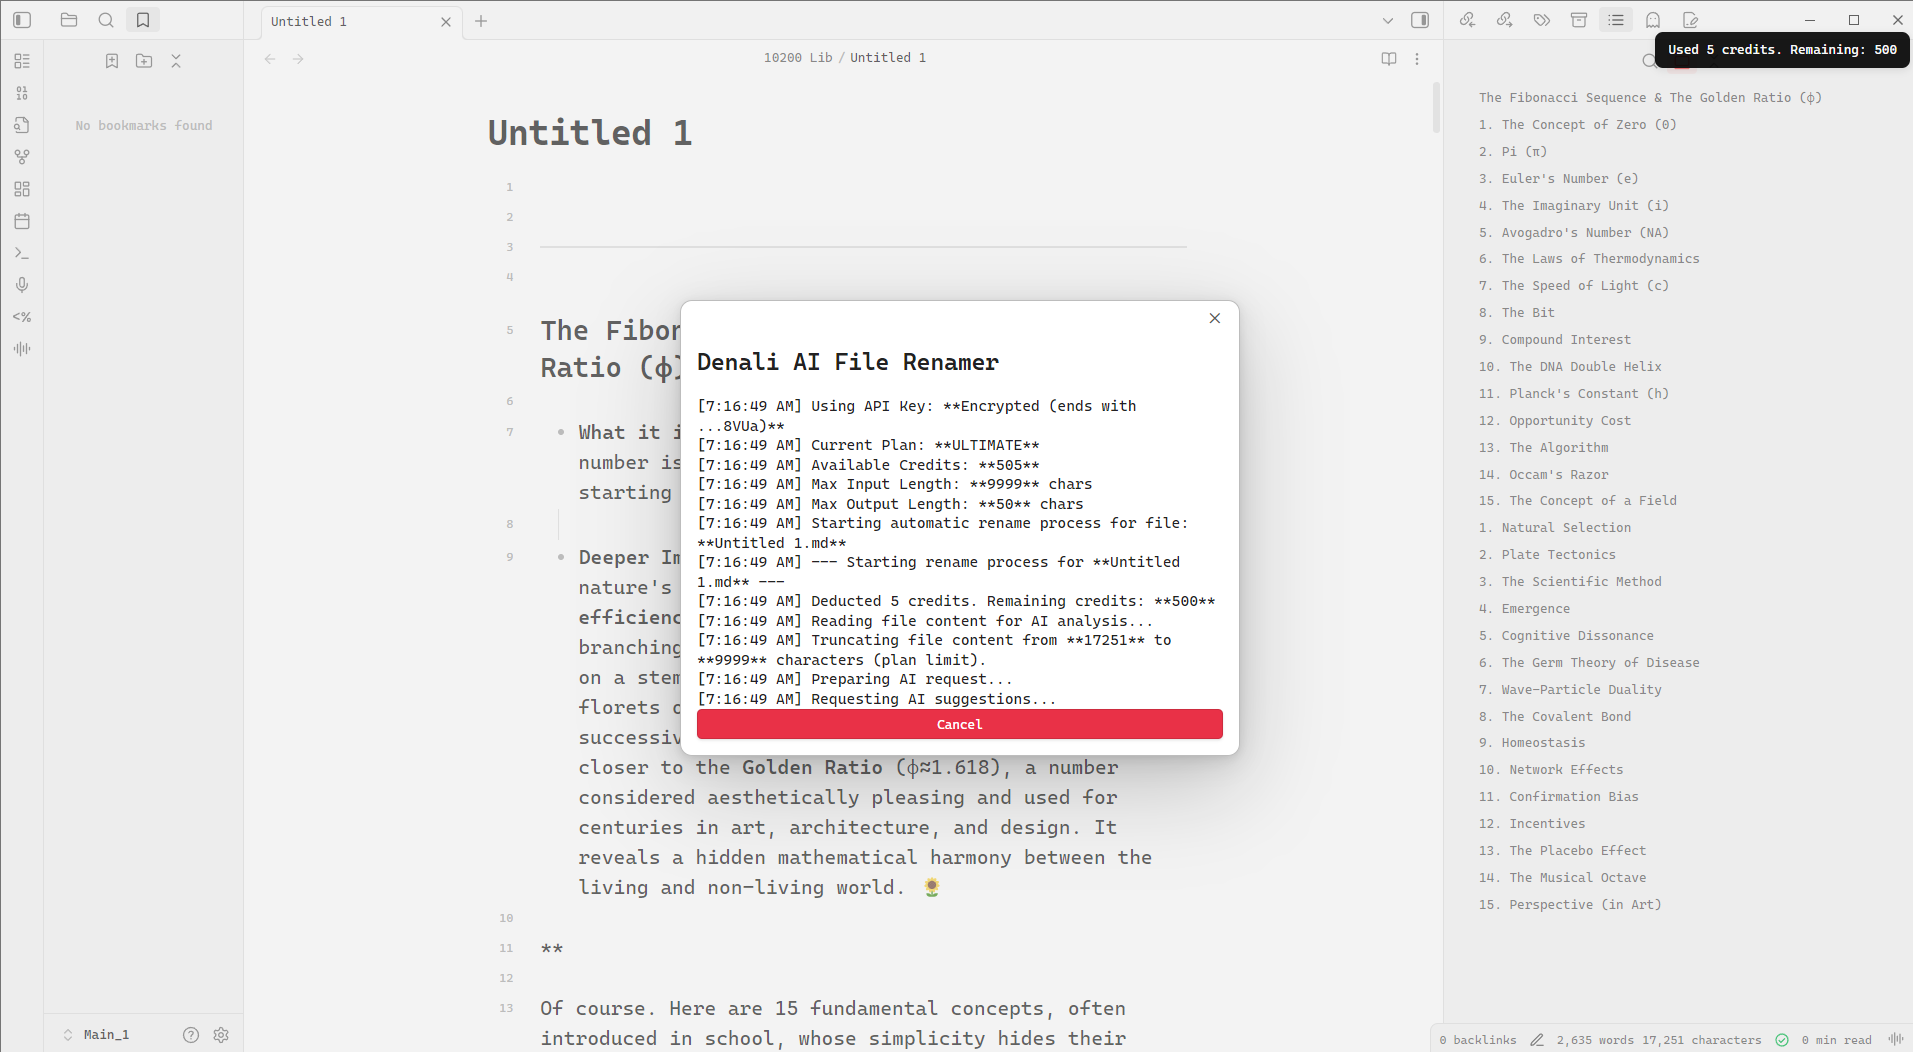 Untitled 1
Used 5 credits. Remaining: 500
10200 Lib / Untitled 1
No bookmarks found
Untitled 1
1
2
3
4
5
The Fibon
Ratio (ϕ)
6
7
What it i
number is
starting
8
9
Deeper Im
nature's
efficienc
branching
on a stem
florets o
successiv
closer to the Golden Ratio (ϕ≈1.618), a number
considered aesthetically pleasing and used for
centuries in art, architecture, and design. It
reveals a hidden mathematical harmony between the
living and non-living world. 🌻
10
11
**
12
13
Of course. Here are 15 fundamental concepts, often
introduced in school, whose simplicity hides their
Denali AI File Renamer
[7:16:49 AM] Using API Key: **Encrypted (ends with
...8VUa)**
[7:16:49 AM] Current Plan: **ULTIMATE**
[7:16:49 AM] Available Credits: **505**
[7:16:49 AM] Max Input Length: **9999** chars
[7:16:49 AM] Max Output Length: **50** chars
[7:16:49 AM] Starting automatic rename process for file:
**Untitled 1.md**
[7:16:49 AM] --- Starting rename process for **Untitled
1.md** ---
[7:16:49 AM] Deducted 5 credits. Remaining credits: **500**
[7:16:49 AM] Reading file content for AI analysis...
[7:16:49 AM] Truncating file content from **17251** to
**9999** characters (plan limit).
[7:16:49 AM] Preparing AI request...
[7:16:49 AM] Requesting AI suggestions...
Cancel
The Fibonacci Sequence & The Golden Ratio (ϕ)
1. The Concept of Zero (0)
2. Pi (π)
3. Euler's Number (e)
4. The Imaginary Unit (i)
5. Avogadro's Number (NA)
6. The Laws of Thermodynamics
7. The Speed of Light (c)
8. The Bit
9. Compound Interest
10. The DNA Double Helix
11. Planck's Constant (h)
12. Opportunity Cost
13. The Algorithm
14. Occam's Razor
15. The Concept of a Field
1. Natural Selection
2. Plate Tectonics
3. The Scientific Method
4. Emergence
5. Cognitive Dissonance
6. The Germ Theory of Disease
7. Wave-Particle Duality
8. The Covalent Bond
9. Homeostasis
10. Network Effects
11. Confirmation Bias
12. Incentives
13. The Placebo Effect
14. The Musical Octave
15. Perspective (in Art)
Main_1
0 backlinks 2,635 words 17,251 characters 0 min read